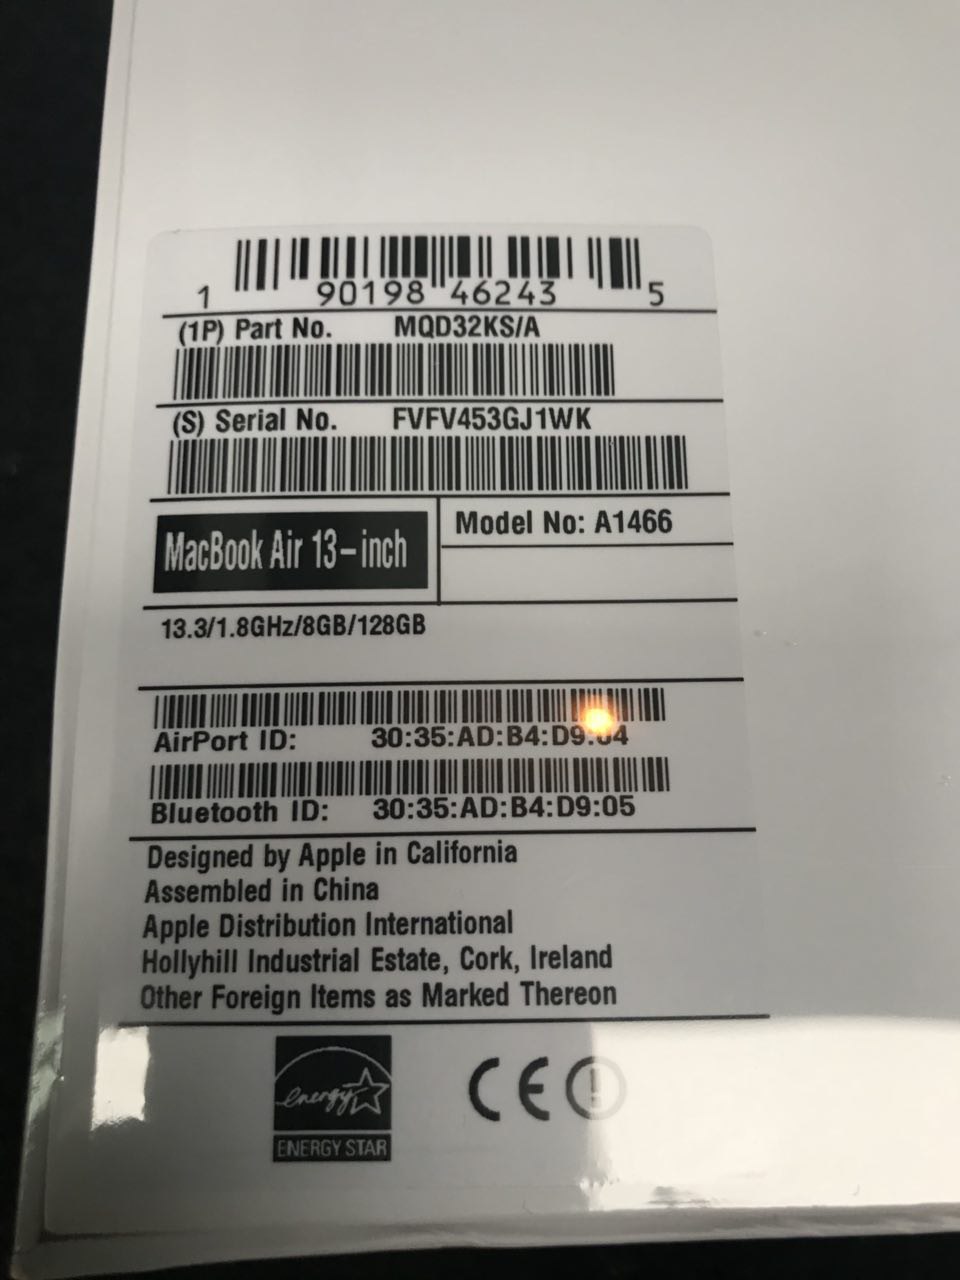 1 90198 46243 5
(1P) Part No. MQD32KS/A
(S) Serial No. FVFV453GJ1WK
MacBook Air 13-inch
Model No: A1466
13.3/1.8GHz/8GB/128GB
AirPort ID: 30:35:AD:B4:D9:04
Bluetooth ID: 30:35:AD:B4:D9:05
Designed by Apple in California
Assembled in China
Apple Distribution International
Hollyhill Industrial Estate, Cork, Ireland
Other Foreign Items as Marked Thereon
energy
ENERGY STAR
CE